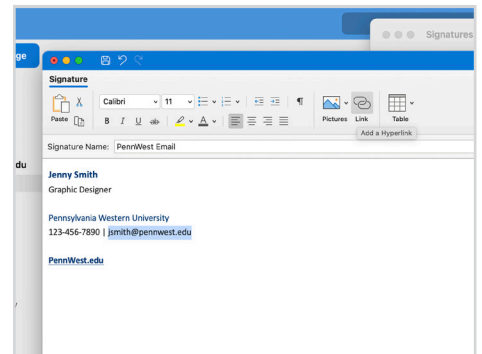 Signatures
ge
Signature
Calibri
11
Paste
B I U ab
A
Pictures
Link
Table
Add a Hyperlink
Signature Name: PennWest Email
du
Jenny Smith
Graphic Designer
Pennsylvania Western University
123-456-7890 | jsmith@pennwest.edu
PennWest.edu